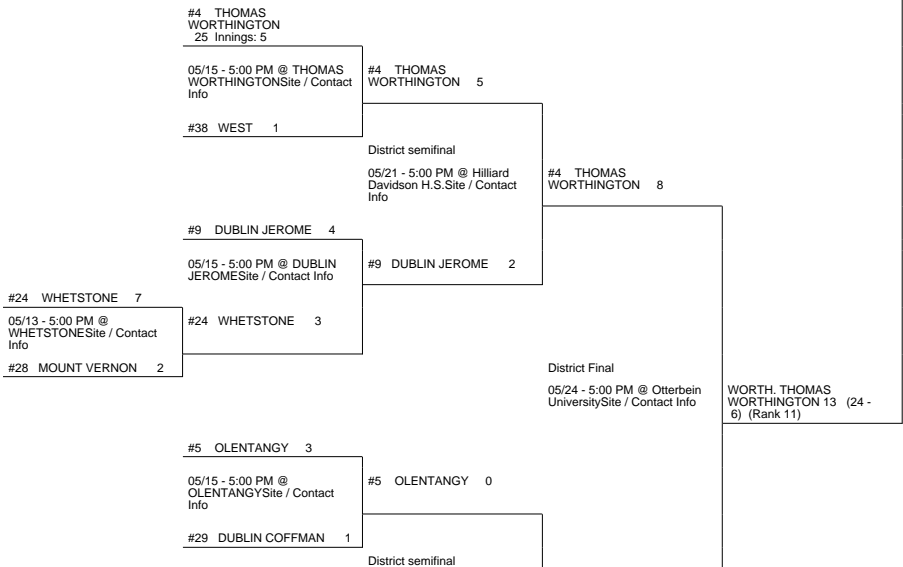 #4 THOMAS
WORTHINGTON
25 Innings: 5
05/15 - 5:00 PM @ THOMAS
WORTHINGTONSite / Contact
Info
#38 WEST 1
#4 THOMAS
WORTHINGTON 5
District semifinal
05/21 - 5:00 PM @ Hilliard
Davidson H.S.Site / Contact
Info
#4 THOMAS
WORTHINGTON 8
#9 DUBLIN JEROME 4
05/15 - 5:00 PM @ DUBLIN
JEROMESite / Contact Info
#9 DUBLIN JEROME 2
#24 WHETSTONE 7
05/13 - 5:00 PM @
WHETSTONESite / Contact
Info
#28 MOUNT VERNON 2
#24 WHETSTONE 3
District Final
05/24 - 5:00 PM @ Otterbein
UniversitySite / Contact Info
WORTH. THOMAS
WORTHINGTON 13 (24 -
6) (Rank 11)
#5 OLENTANGY 3
05/15 - 5:00 PM @
OLENTANGYSite / Contact
Info
#29 DUBLIN COFFMAN 1
#5 OLENTANGY 0
District semifinal